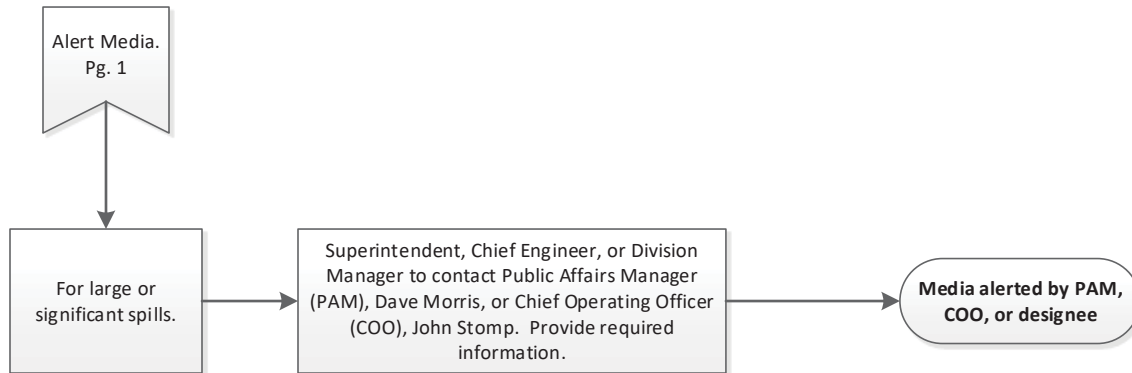 Alert Media.
Pg. 1
For large or
significant spills.
Superintendent, Chief Engineer, or Division
Manager to contact Public Affairs Manager
(PAM), Dave Morris, or Chief Operating Officer
(COO), John Stomp.  Provide required
information.
Media alerted by PAM,
COO, or designee